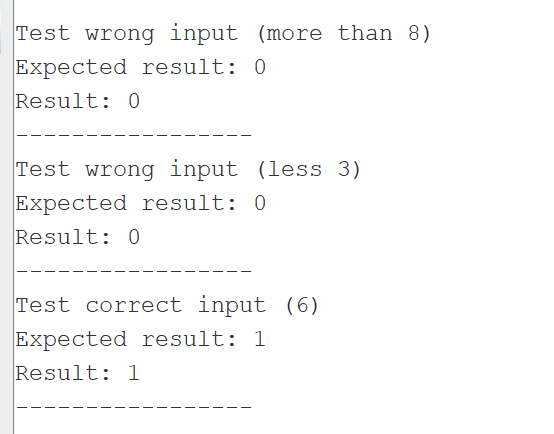 Test wrong input (more than 8)
Expected result: 0
Result: 0
-----------------
Test wrong input (less 3)
Expected result: 0
Result: 0
-----------------
Test correct input (6)
Expected result: 1
Result: 1
-----------------